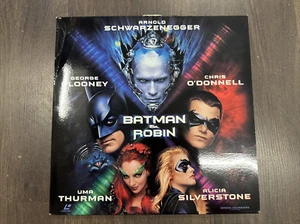 ARNOLD
SCHWARZENEGGER
GEORGE
CLOONEY
CHRIS
O'DONNELL
BATMAN
&
ROBIN
UMA
THURMAN
ALICIA
SILVERSTONE